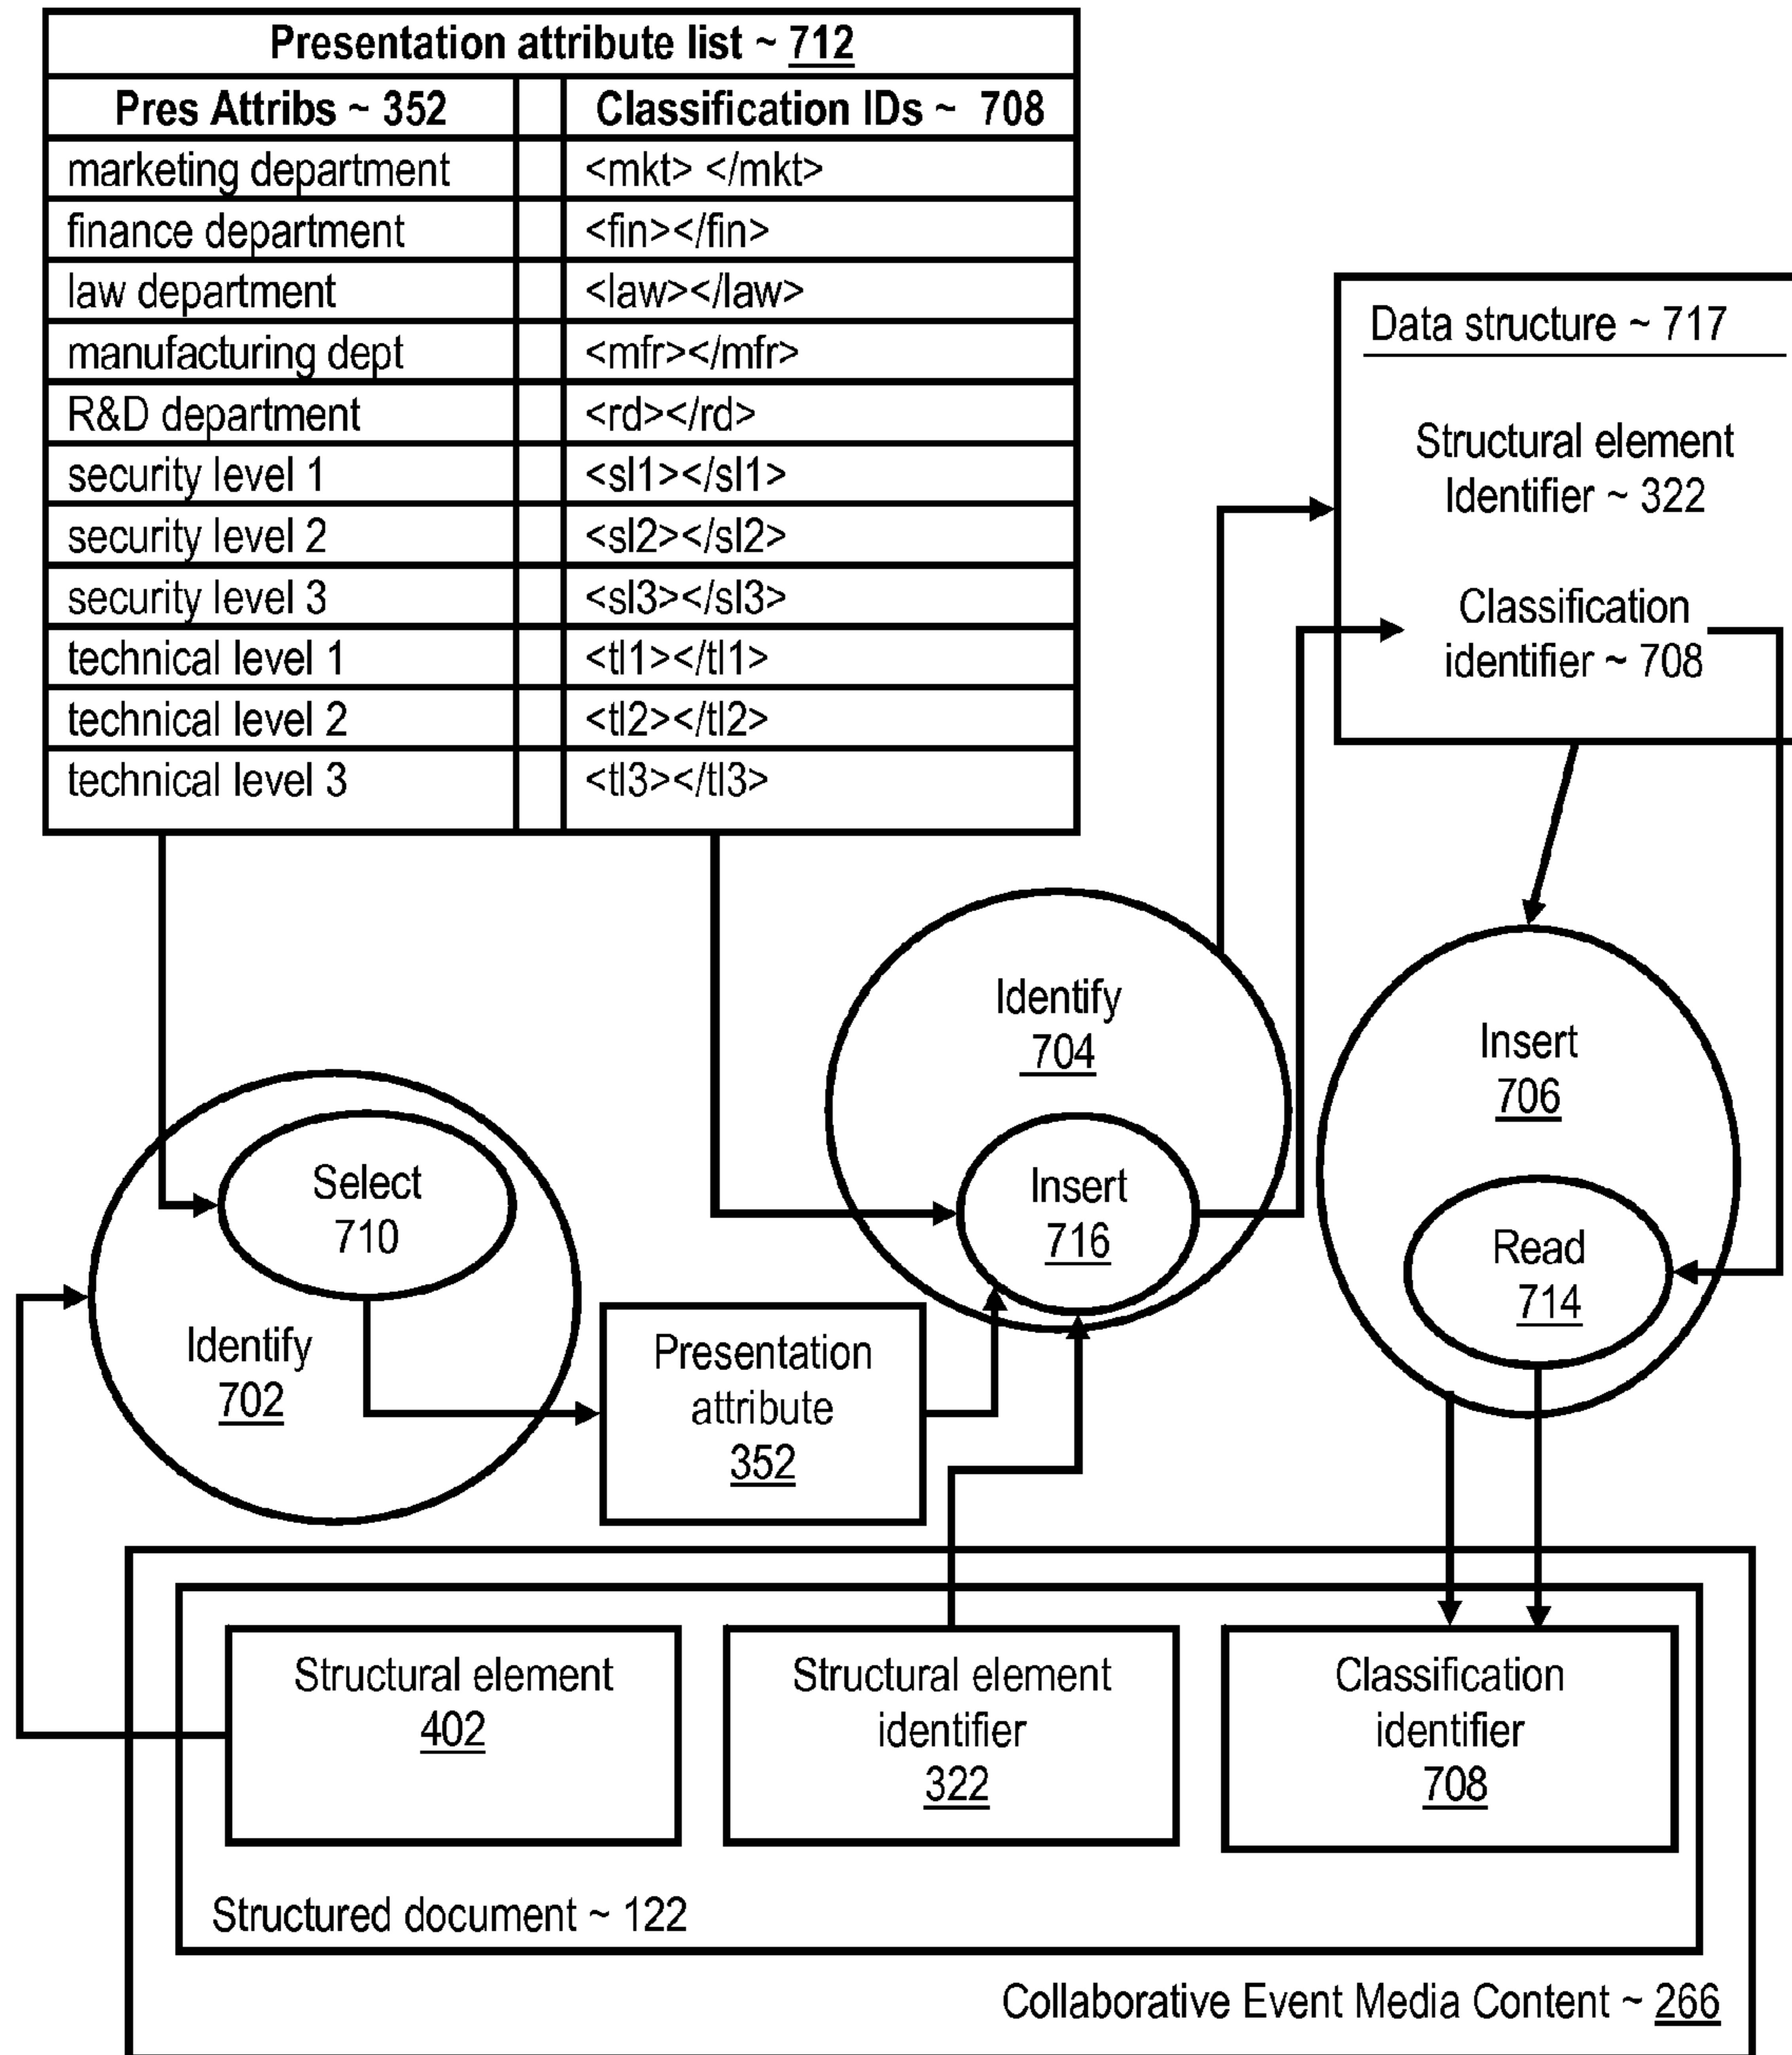 Presentation attribute list ~ 712
Pres Attribs ~ 352 Classification IDs ~ 708
marketing department <mkt> </mkt>
finance department <fin></fin>
law department <law></law>
manufacturing dept <mfr></mfr>
R&D department <rd></rd>
security level 1 <sl1></sl1>
security level 2 <sl2></sl2>
security level 3 <sl3></sl3>
technical level 1 <tl1></tl1>
technical level 2 <tl2></tl2>
technical level 3 <tl3></tl3>
Data structure ~ 717
Structural element
Identifier ~ 322
Classification
identifier ~ 708
Identify
704
Insert
716
Insert
706
Read
714
Select
710
Identify
702
Presentation
attribute
352
Structural element
402
Structural element
identifier
322
Classification
identifier
708
Structured document ~ 122
Collaborative Event Media Content ~ 266